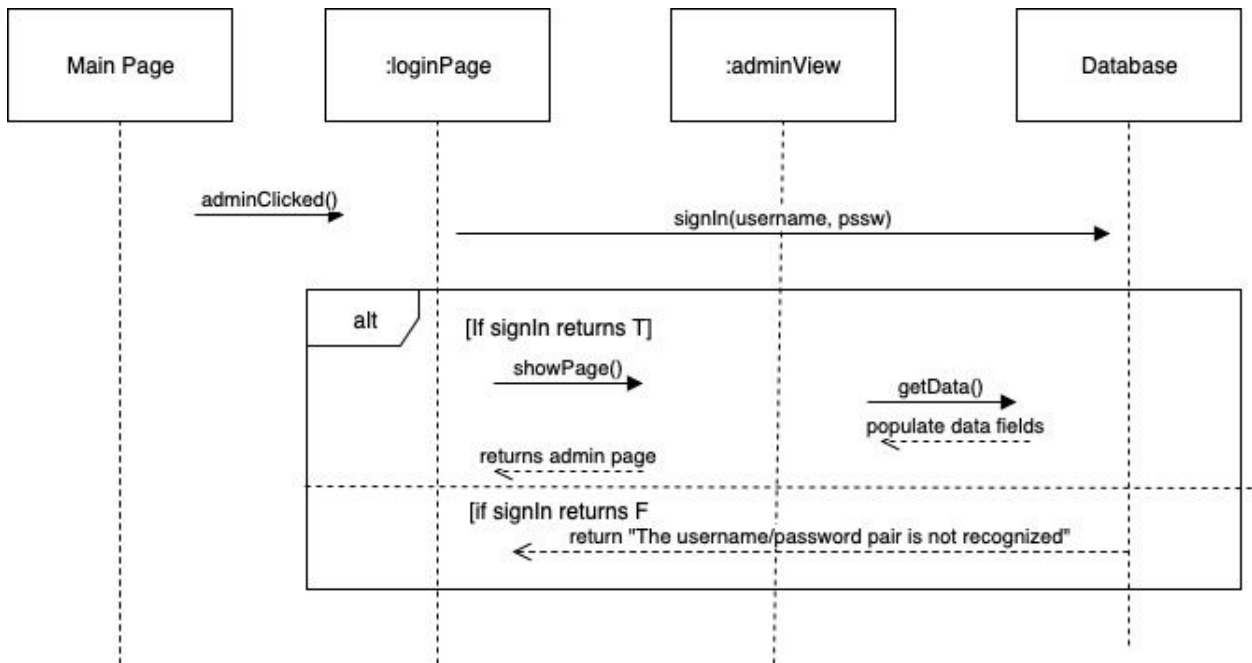 Main Page
:loginPage
:adminView
Database
adminClicked()
signIn(username, pssw)
alt
[If signIn returns T]
showPage()
getData()
populate data fields
returns admin page
[if signIn returns F
return "The username/password pair is not recognized"